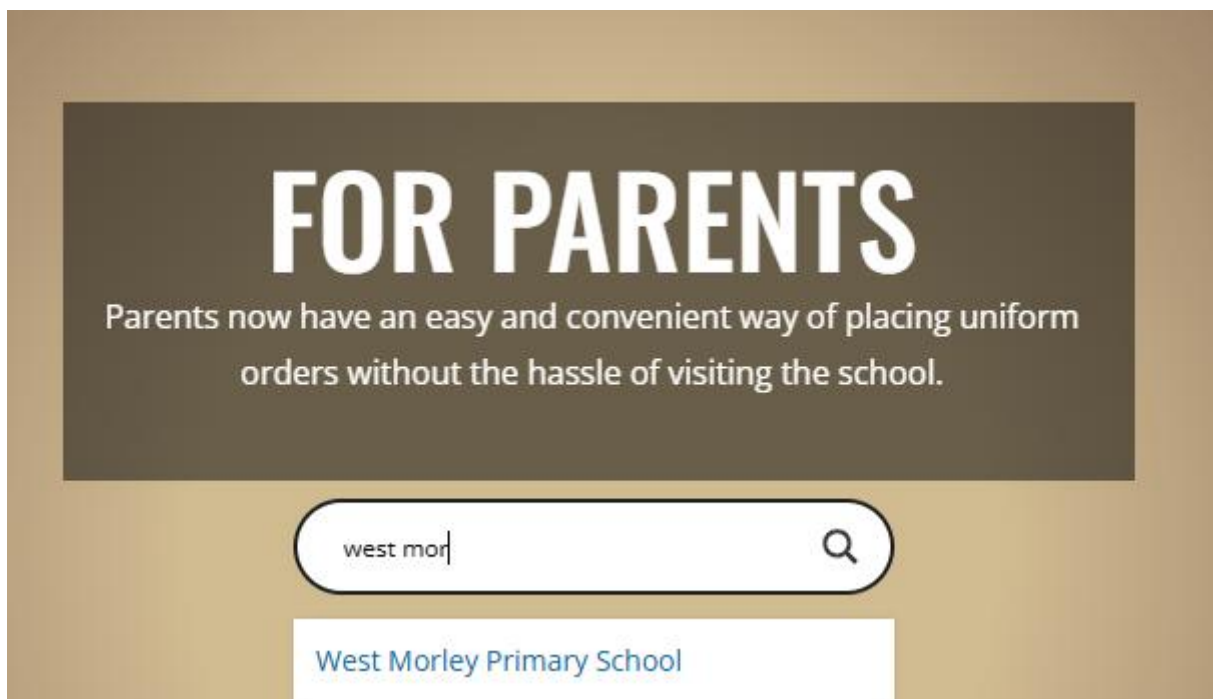 FOR PARENTS
Parents now have an easy and convenient way of placing uniform
orders without the hassle of visiting the school.
west mor
West Morley Primary School